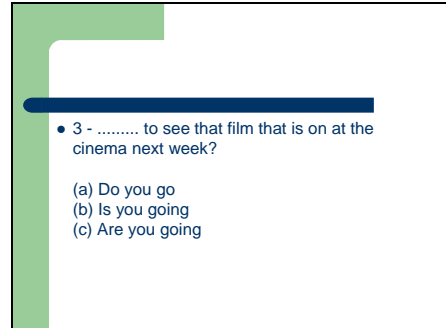 ● 3 - ......... to see that film that is on at the
cinema next week?
(a) Do you go
(b) Is you going
(c) Are you going